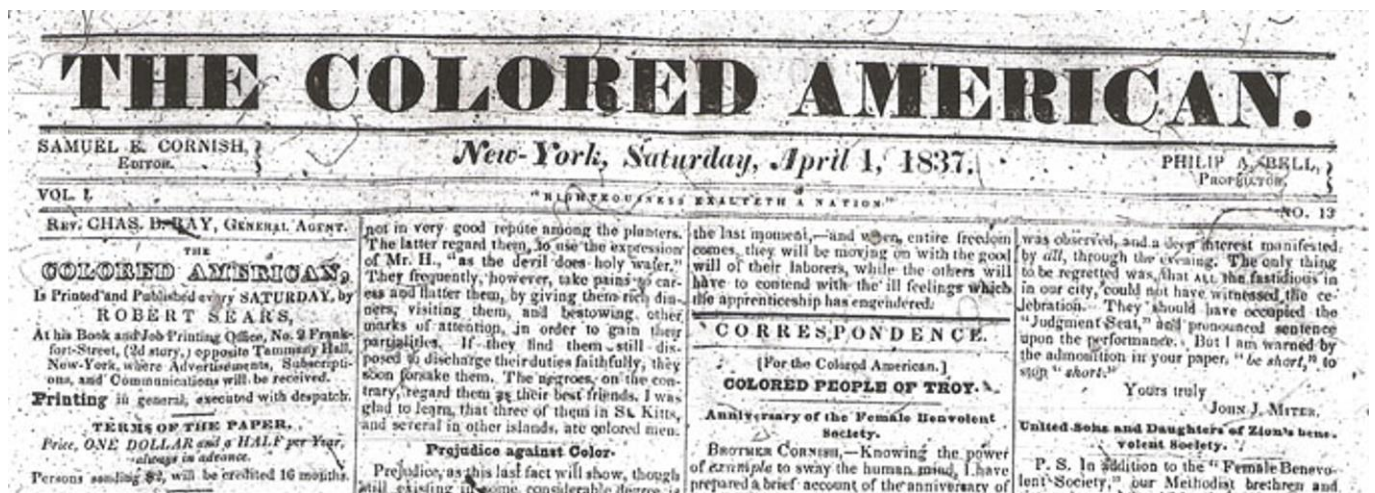 THE COLORED AMERICAN.
SAMUEL E. CORNISH,
EDITOR.
New-York, Saturday, April 1, 1837.
PHILIP A. BELL,
PROPRIETOR.
VOL. I.
"RIGHTEOUSNESS EXALTETH A NATION"
NO. 13
REV. CHAS. B. RAY, GENERAL AGENT.
THE
COLORED AMERICAN,
Is Printed and Published every SATURDAY, by
ROBERT SEARS,
At his Book and Job Printing Office, No. 2 Frank-
fort-Street, (2d story,) opposite Tammany Hall,
New-York, where Advertisements, Subscripti-
ons, and Communications will be received.
Printing in general, executed with despatch.
TERMS OF THE PAPER.
Price, ONE DOLLAR and a HALF per Year,
always in advance.
Persons sending $2, will be credited 16 months.
not in very good repute among the planters.
The latter regard them, to use the expression
of Mr. H., "as the devil does holy water."
They frequently, however, take pains to car-
ess and flatter them, by giving them rich din-
ners, visiting them, and bestowing other
marks of attention, in order to gain their
partialities. If they find them still dis-
posed to discharge their duties faithfully, they
soon forsake them. The negroes, on the con-
trary, regard them as their best friends. I was
glad to learn, that three of them in St. Kitts,
and several in other islands, are colored men.
Prejudice against Color.
Prejudice, as this last fact will show, though
still existing in some considerable degree is
the last moment,—and when entire freedom
comes, they will be moving on with the good
will of their laborers, while the others will
have to contend with the ill feelings which
the apprenticeship has engendered.
CORRESPONDENCE.
[For the Colored American.]
COLORED PEOPLE OF TROY.
Anniversary of the Female Benvolent
Society.
BROTHER CORNISH,—Knowing the power
of example to sway the human mind, I have
prepared a brief account of the anniversary of
was observed, and a deep interest manifested
by all, through the evening. The only thing
to be regretted was, that ALL the fastidious in
in our city, could not have witnessed the ce-
lebration. They should have occupied the
"Judgment Seat," and pronounced sentence
upon the performance. But I am warned by
the admonition in your paper, "be short," to
stop "short."
Yours truly
JOHN J. MITER.
United Sons and Daughters of Zion's bene-
volent Society.
P. S. In addition to the "Female Benevo-
lent Society," our Methodist brethren and